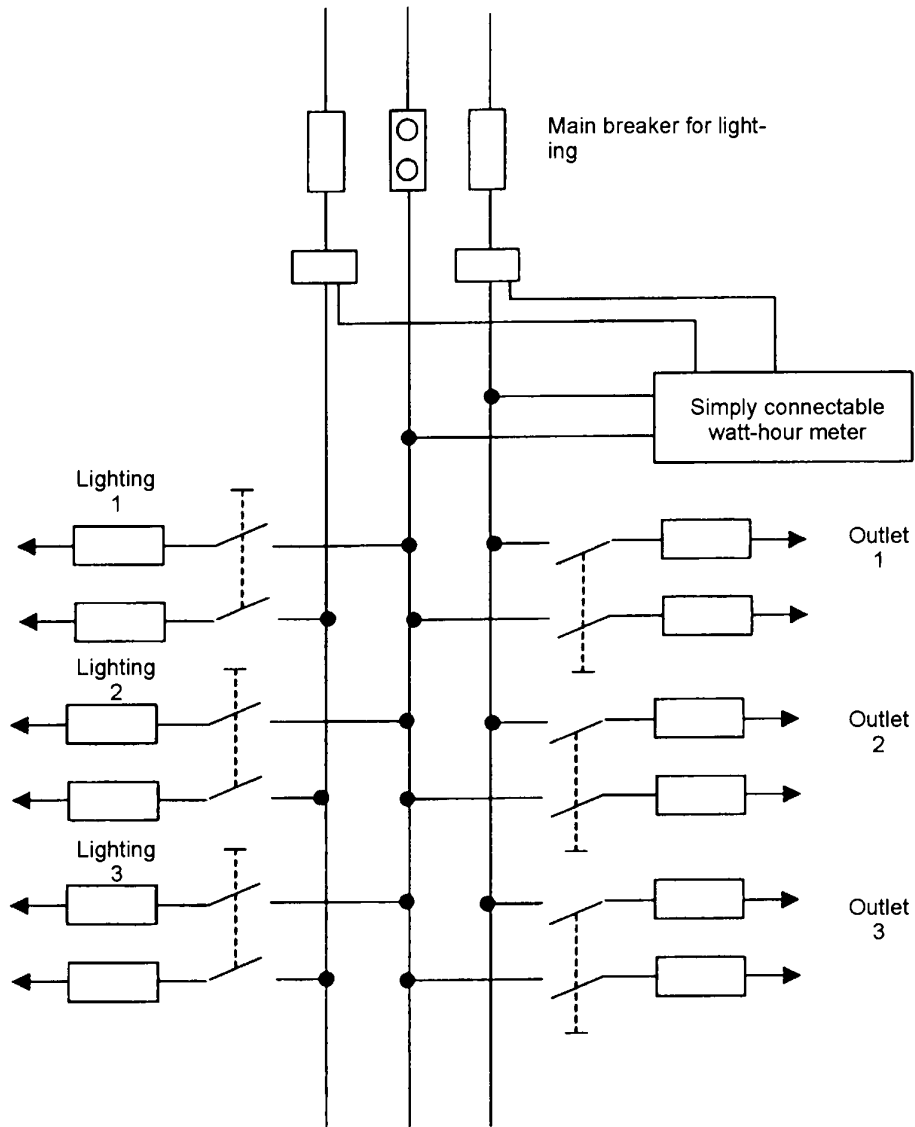 Main breaker for light-
ing
Simply connectable
watt-hour meter
Lighting
1
Outlet
1
Lighting
2
Outlet
2
Lighting
3
Outlet
3